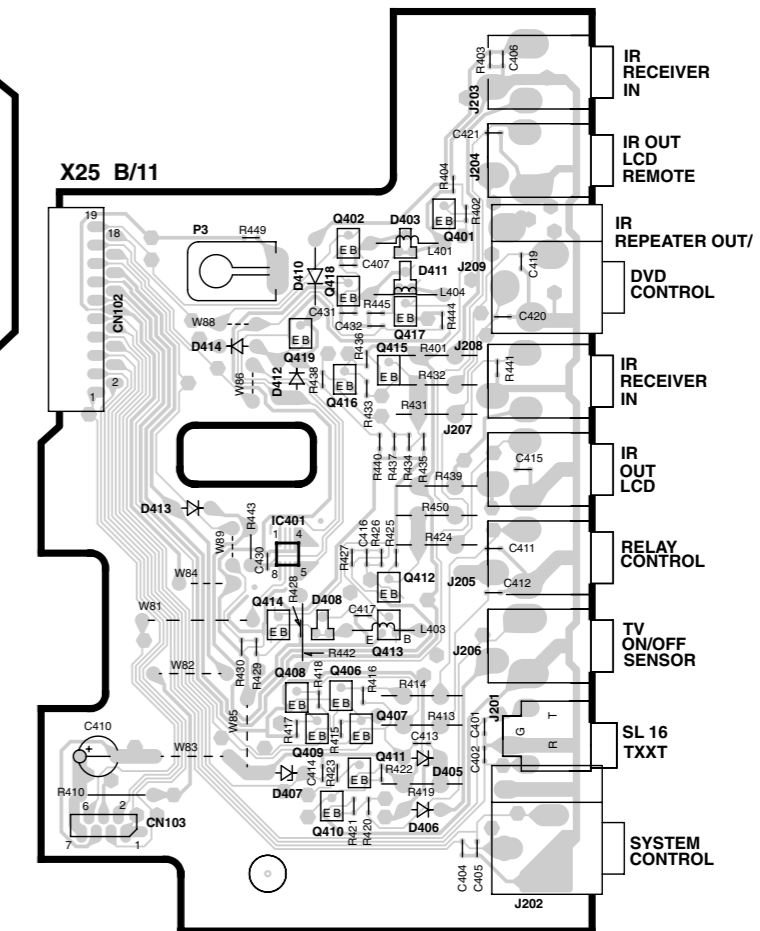 X25 B/11
R403
C406
J203
IR
RECEIVER
IN
C421
J204
IR OUT
LCD
REMOTE
R404
R402
Q401
E B
IR
REPEATER OUT/
DVD
CONTROL
J209
C419
C420
19
18
CN102
1
2
P3
R449
Q402
E B
D403
L401
C407
D410
Q418
E B
D411
L404
C431
R445
C432
Q417
E B
R444
W88
D414
Q419
E B
R436
Q415
E B
R401
J208
R441
IR
RECEIVER
IN
W86
D412
R438
E B
Q416
R433
R432
R431
J207
R440
R437
R434
R435
R439
C415
IR
OUT
LCD
D413
R443
IC401
1
4
8
5
W89
C430
R450
R424
R427
C416
R426
R425
C411
C412
J205
RELAY
CONTROL
W84
R428
Q412
E B
W81
Q414
E B
D408
C417
E
B
L403
Q413
J206
TV
ON/OFF
SENSOR
R442
W82
R430
R429
Q408
E B
R418
Q406
E B
R416
R414
J201
G
T
R
SL 16
TXXT
W85
R417
E B
Q409
R415
E B
Q407
R413
C413
C401
C402
C410
+
W83
D407
C414
R423
Q411
E B
R422
D405
R410
6
2
7
1
CN103
Q410
E B
R421
R420
R419
D406
C404
C405
J202
SYSTEM
CONTROL